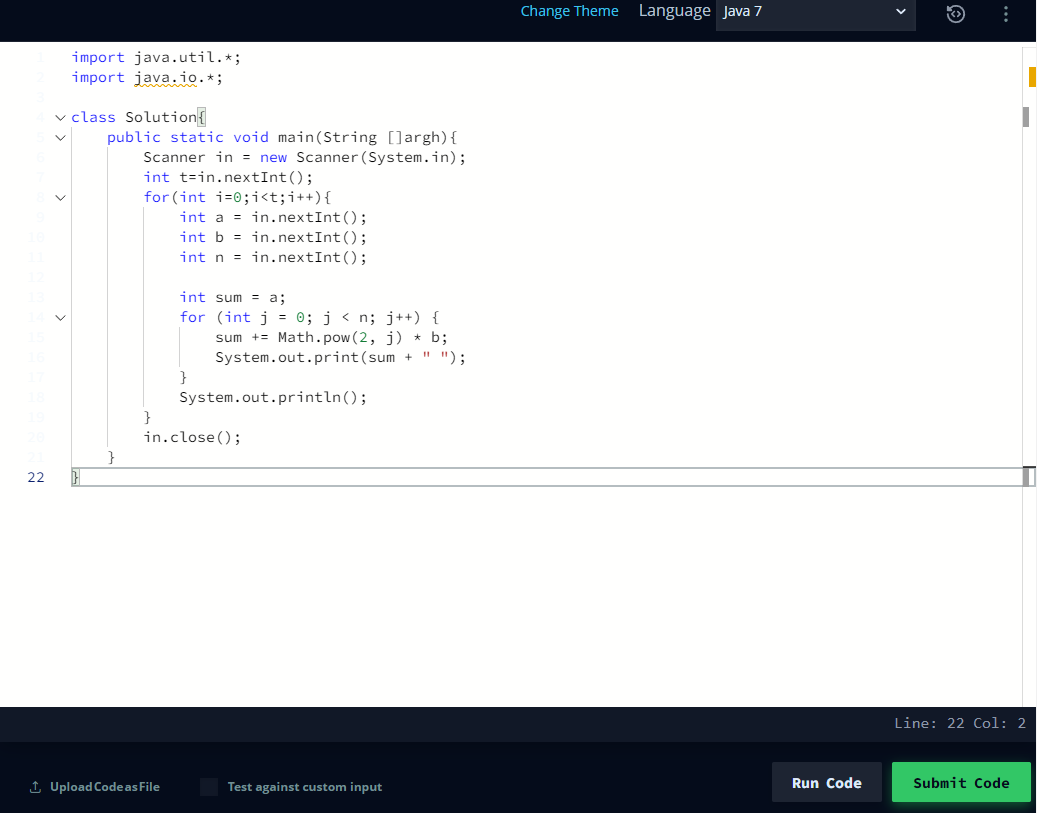 Change Theme Language Java 7
1 import java.util.*;
2 import java.io.*;
3
4 class Solution{
5 public static void main(String []argh){
6 Scanner in = new Scanner(System.in);
7 int t=in.nextInt();
8 for(int i=0;i<t;i++){
9 int a = in.nextInt();
10 int b = in.nextInt();
11 int n = in.nextInt();
12
13 int sum = a;
14 for (int j = 0; j < n; j++) {
15 sum += Math.pow(2, j) * b;
16 System.out.print(sum + " ");
17 }
18 System.out.println();
19 }
20 in.close();
21 }
22 }
Line: 22 Col: 2
Upload Code as File Test against custom input Run Code Submit Code